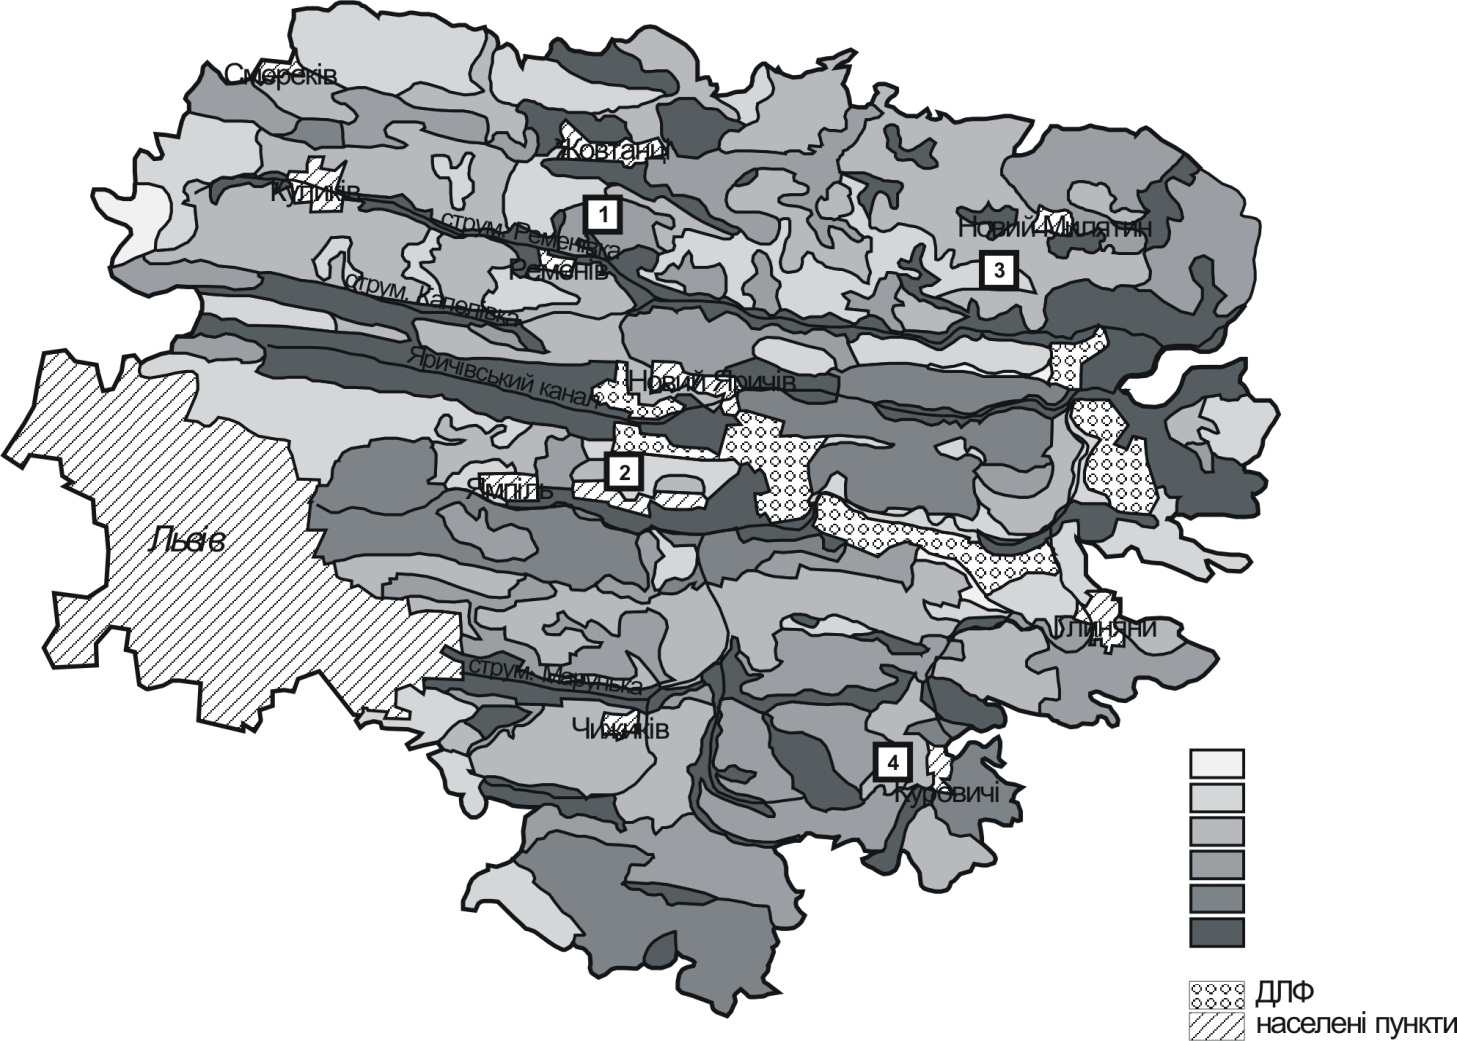 Смереків
Жовтанці
Куликів
1
струм. Ременівка
Новий Милятин
Ременів
3
струм. Капелівка
Яричівський канал
Новий Яричів
2
Ямпіль
Львів
Глиняни
струм. Марунька
Чижиків
4
Куровичі
ДЛФ
населені пункти